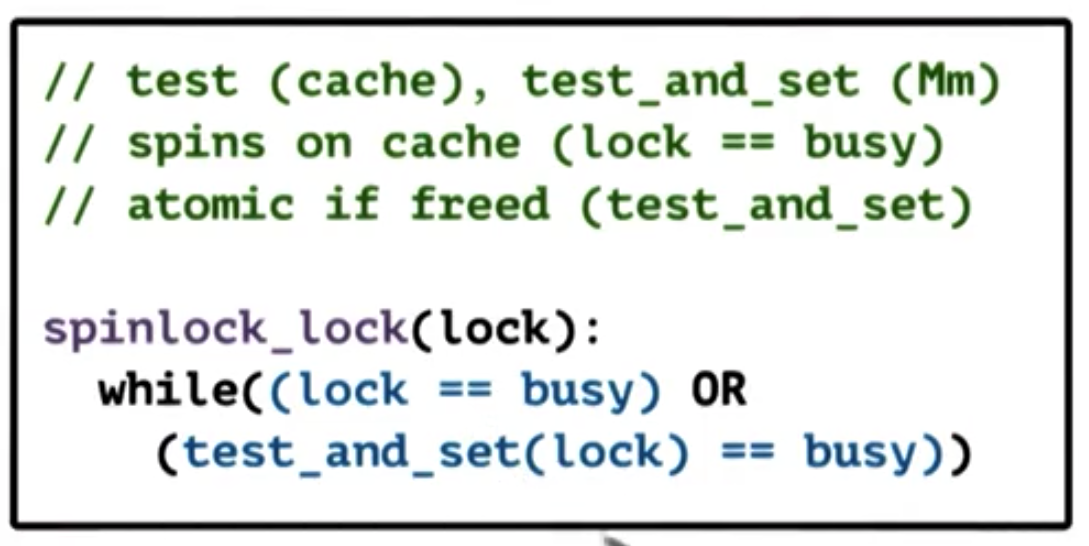 // test (cache), test_and_set (Mm)
// spins on cache (lock == busy)
// atomic if freed (test_and_set)
spinlock_lock(lock):
while((lock == busy) OR
(test_and_set(lock) == busy))